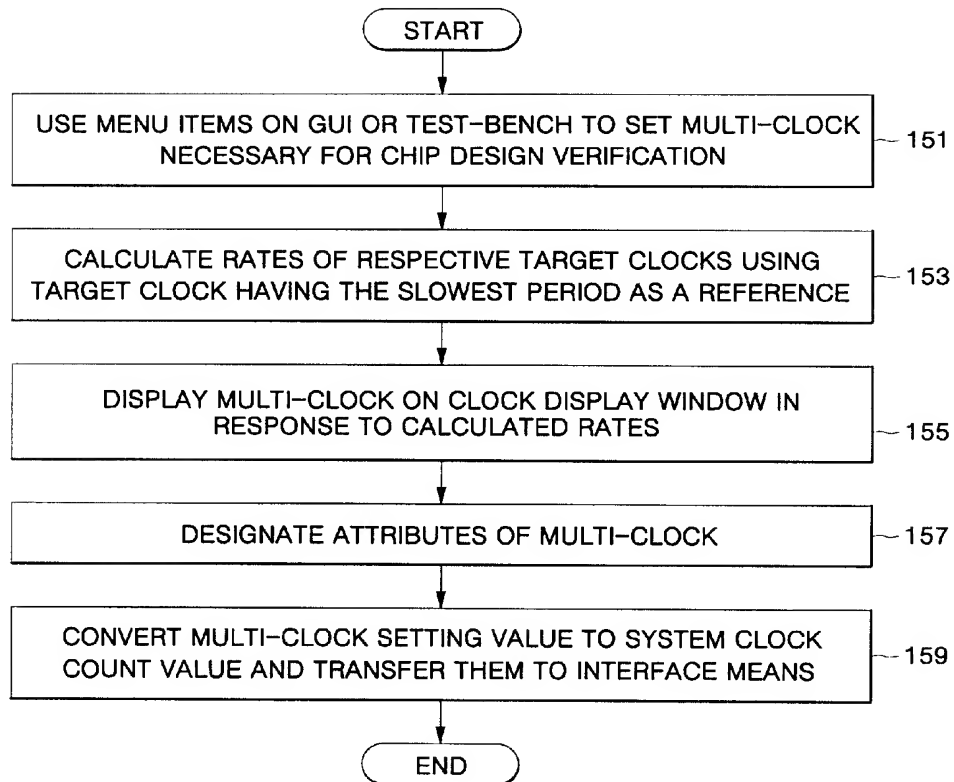 START
USE MENU ITEMS ON GUI OR TEST-BENCH TO SET MULTI-CLOCK
NECESSARY FOR CHIP DESIGN VERIFICATION
151
CALCULATE RATES OF RESPECTIVE TARGET CLOCKS USING
TARGET CLOCK HAVING THE SLOWEST PERIOD AS A REFERENCE
153
DISPLAY MULTI-CLOCK ON CLOCK DISPLAY WINDOW IN
RESPONSE TO CALCULATED RATES
155
DESIGNATE ATTRIBUTES OF MULTI-CLOCK
157
CONVERT MULTI-CLOCK SETTING VALUE TO SYSTEM CLOCK
COUNT VALUE AND TRANSFER THEM TO INTERFACE MEANS
159
END